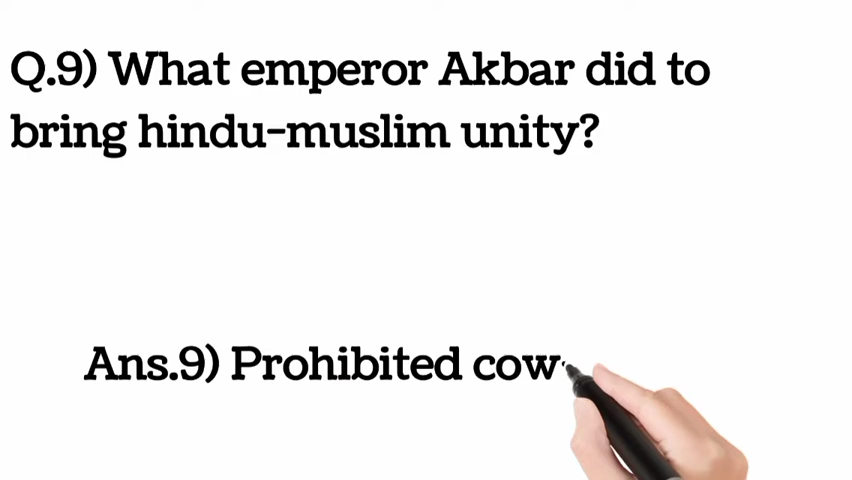 Q.9) What emperor Akbar did to
bring hindu-muslim unity?
Ans.9) Prohibited cow